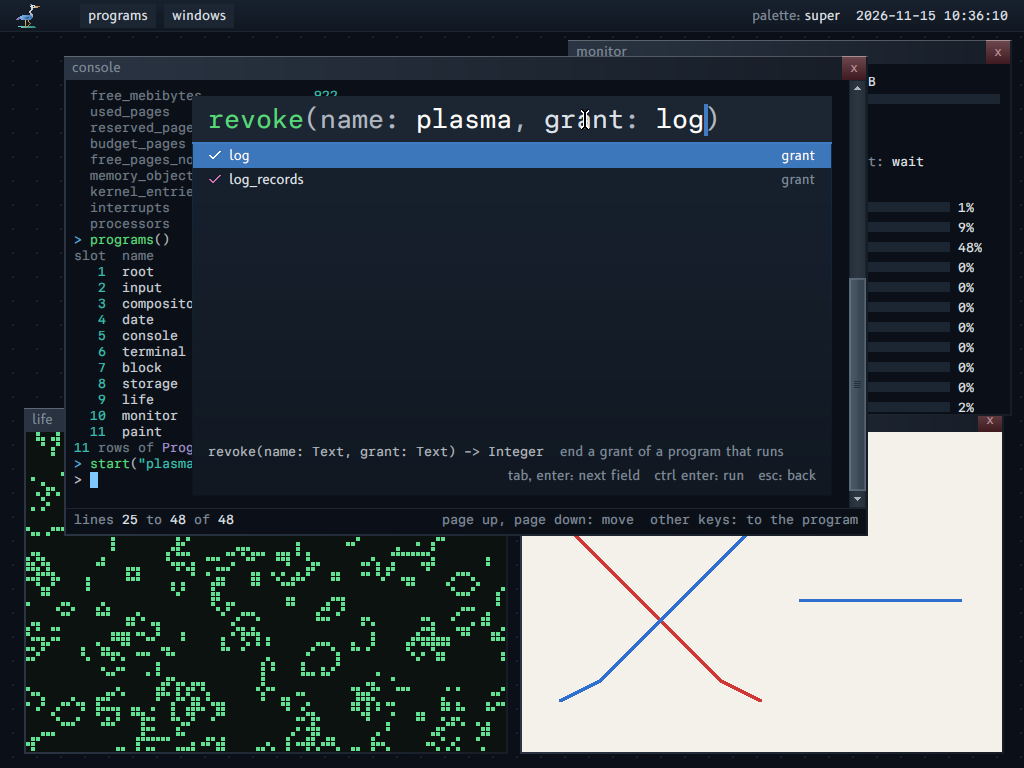 programs windows palette: super 2026-11-15 10:36:10
monitor x
console x
free_mebibytes 922
B
used_pages
revoke(name: plasma, grant: log)
reserved_page
budget_pages
log grant
free_pages_no
t: wait
memory_object
log_records grant
kernel_entrie
interrupts 1%
processors
9%
> programs()
48%
slot name
1 root 0%
2 input
0%
3 composito
0%
4 date
0%
5 console
6 terminal 0%
7 block 0%
8 storage
0%
9 life
10 monitor 2%
life x
11 paint
11 rows of Prog
revoke(name: Text, grant: Text) -> Integer end a grant of a program that runs
> start("plasma
tab, enter: next field ctrl enter: run esc: back
>
lines 25 to 48 of 48 page up, page down: move other keys: to the program